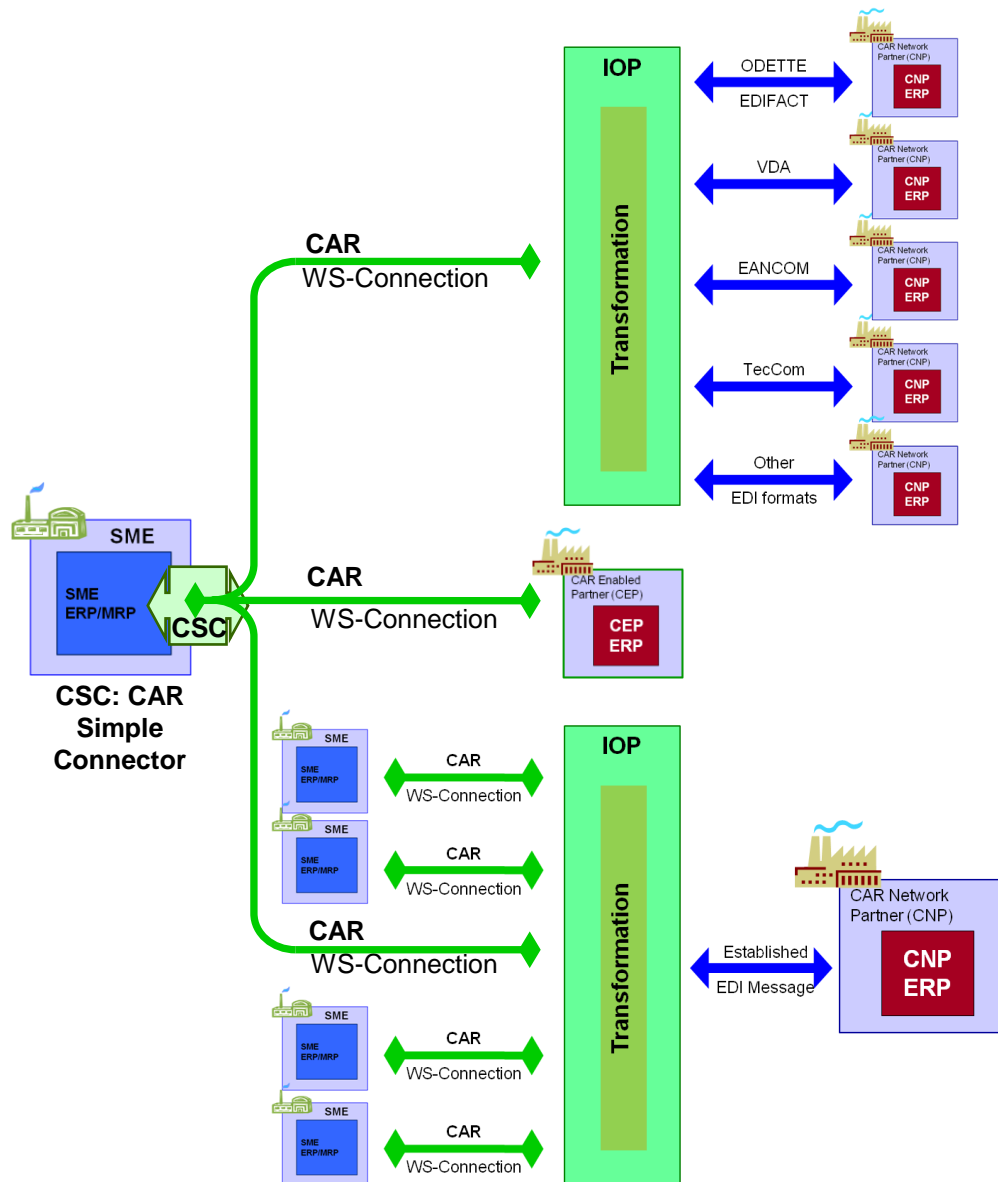 IOP
Transformation
ODETTE
EDIFACT
CAR Network
Partner (CNP)
CNP
ERP
VDA
CAR Network
Partner (CNP)
CNP
ERP
EANCOM
CAR Network
Partner (CNP)
CNP
ERP
TecCom
CAR Network
Partner (CNP)
CNP
ERP
Other
EDI formats
CAR Network
Partner (CNP)
CNP
ERP
CAR
WS-Connection
SME
SME
ERP/MRP
CSC
CSC: CAR
Simple
Connector
CAR
WS-Connection
CAR Enabled
Partner (CEP)
CEP
ERP
SME
SME
ERP/MRP
CAR
WS-Connection
SME
SME
ERP/MRP
CAR
WS-Connection
CAR
WS-Connection
SME
SME
ERP/MRP
CAR
WS-Connection
SME
SME
ERP/MRP
CAR
WS-Connection
IOP
Transformation
Established
EDI Message
CAR Network
Partner (CNP)
CNP
ERP